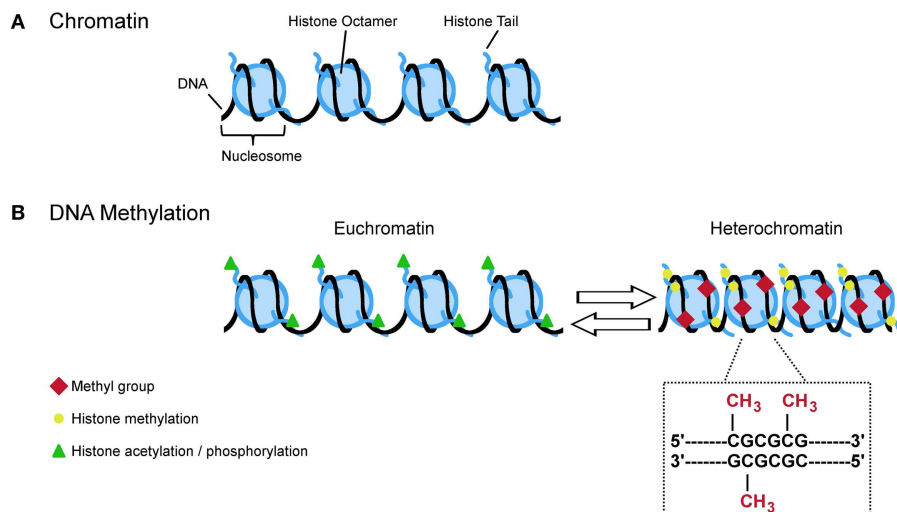 A Chromatin
Histone Octamer
Histone Tail
DNA
Nucleosome
B DNA Methylation
Euchromatin
Heterochromatin
Methyl group
Histone methylation
Histone acetylation / phosphorylation
CH3 CH3
5'-------CGCGCG-------3'
3'-------GCGCGC-------5'
CH3